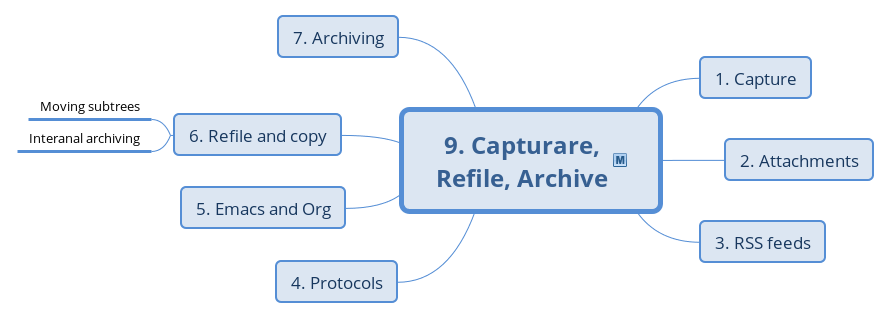 9. Capturare,
Refile, Archive
M
1. Capture
2. Attachments
3. RSS feeds
4. Protocols
5. Emacs and Org
6. Refile and copy
Moving subtrees
Interanal archiving
7. Archiving